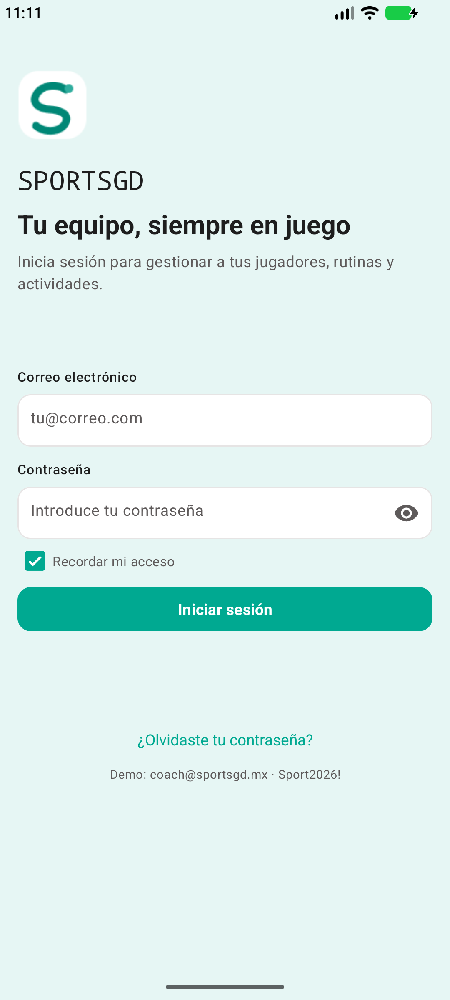 11:11
S
SPORTSGD
Tu equipo, siempre en juego
Inicia sesión para gestionar a tus jugadores, rutinas y
actividades.
Correo electrónico
tu@correo.com
Contraseña
Introduce tu contraseña
Recordar mi acceso
Iniciar sesión
¿Olvidaste tu contraseña?
Demo: coach@sportsgd.mx · Sport2026!